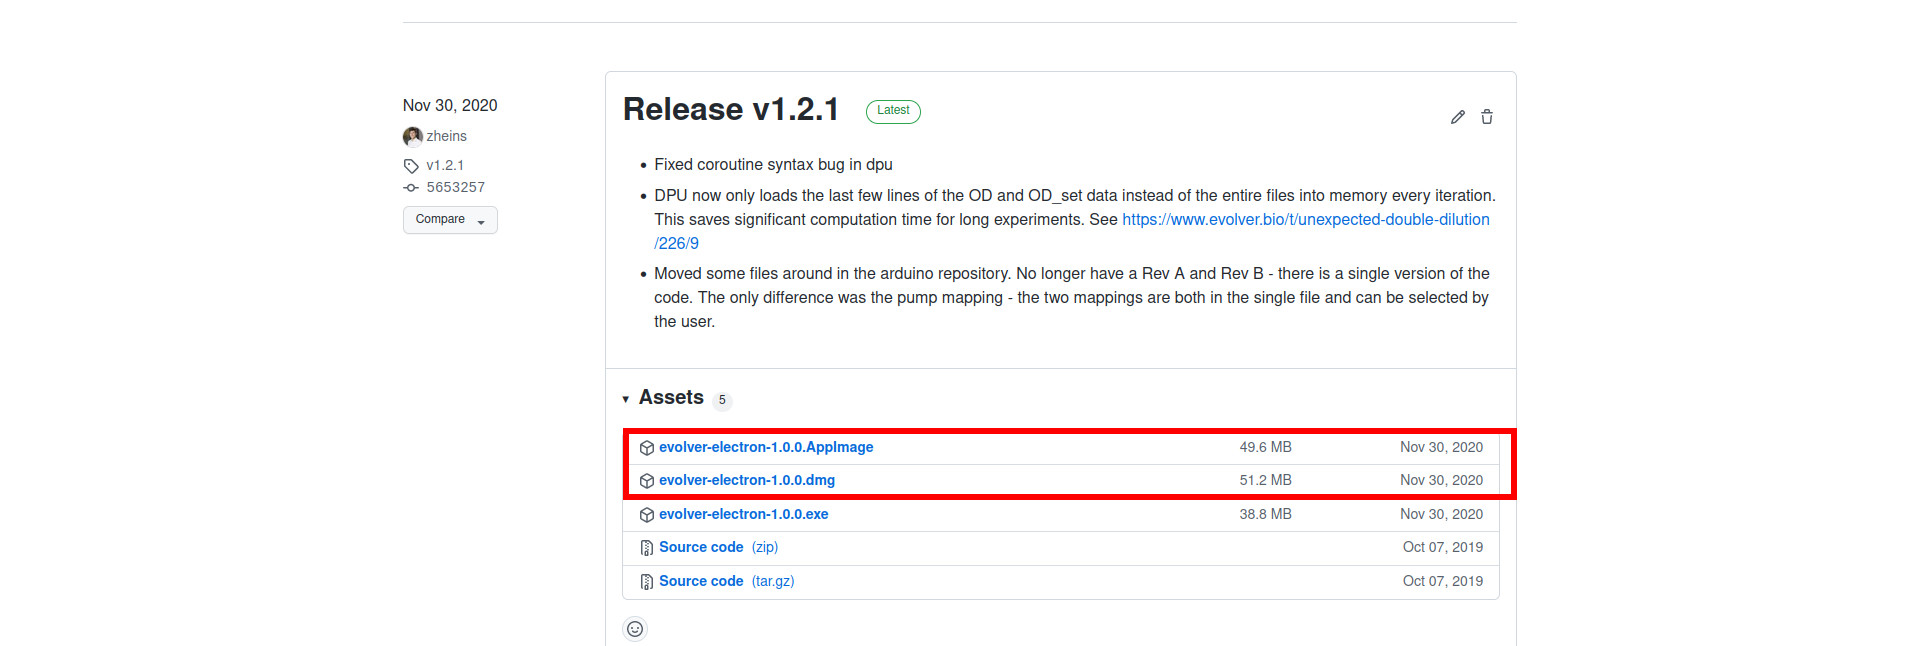 Nov 30, 2020
zheins
v1.2.1
5653257
Compare
Release v1.2.1 Latest
Fixed coroutine syntax bug in dpu
DPU now only loads the last few lines of the OD and OD_set data instead of the entire files into memory every iteration.
This saves significant computation time for long experiments. See https://www.evolver.bio/t/unexpected-double-dilution
/226/9
Moved some files around in the arduino repository. No longer have a Rev A and Rev B - there is a single version of the
code. The only difference was the pump mapping - the two mappings are both in the single file and can be selected by
the user.
Assets 5
evolver-electron-1.0.0.AppImage 49.6 MB Nov 30, 2020
evolver-electron-1.0.0.dmg 51.2 MB Nov 30, 2020
evolver-electron-1.0.0.exe 38.8 MB Nov 30, 2020
Source code (zip) Oct 07, 2019
Source code (tar.gz) Oct 07, 2019